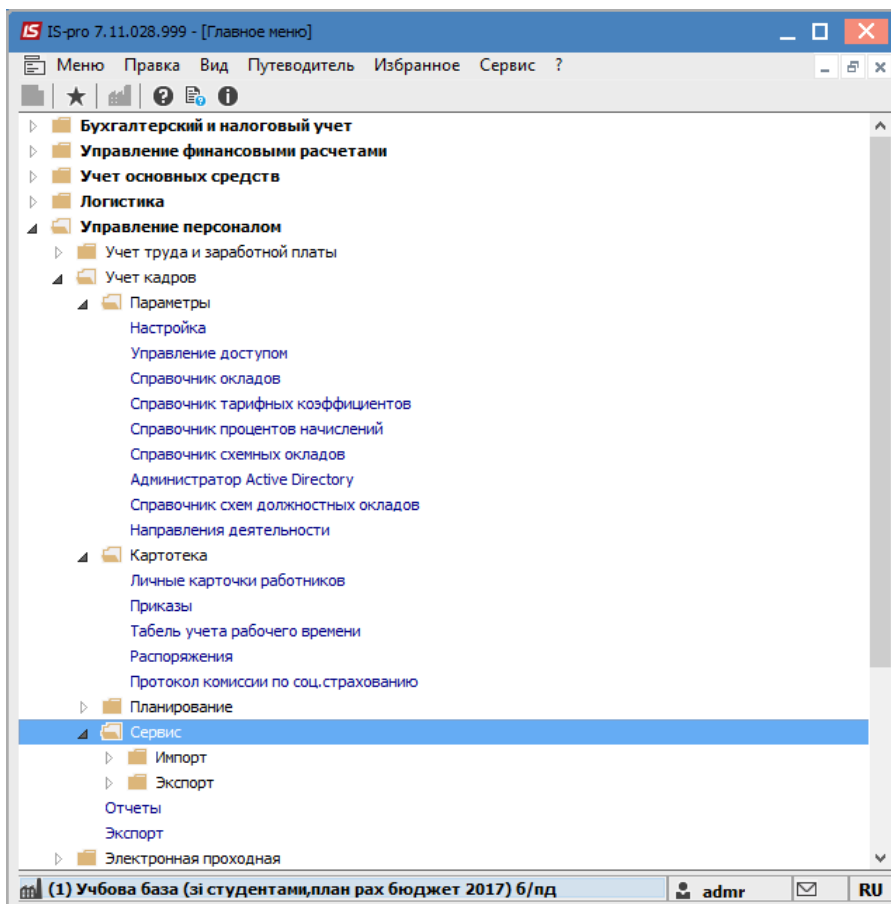 IS IS-pro 7.11.028.999 - [Главное меню]
Меню Правка Вид Путеводитель Избранное Сервис ?
Бухгалтерский и налоговый учет
Управление финансовыми расчетами
Учет основных средств
Логистика
Управление персоналом
Учет труда и заработной платы
Учет кадров
Параметры
Настройка
Управление доступом
Справочник окладов
Справочник тарифных коэффициентов
Справочник процентов начислений
Справочник схемных окладов
Администратор Active Directory
Справочник схем должностных окладов
Направления деятельности
Картотека
Личные карточки работников
Приказы
Табель учета рабочего времени
Распоряжения
Протокол комиссии по соц.страхованию
Планирование
Сервис
Импорт
Экспорт
Отчеты
Экспорт
Электронная проходная
(1) Учбова база (зі студентами,план рах бюджет 2017) б/пд admr RU